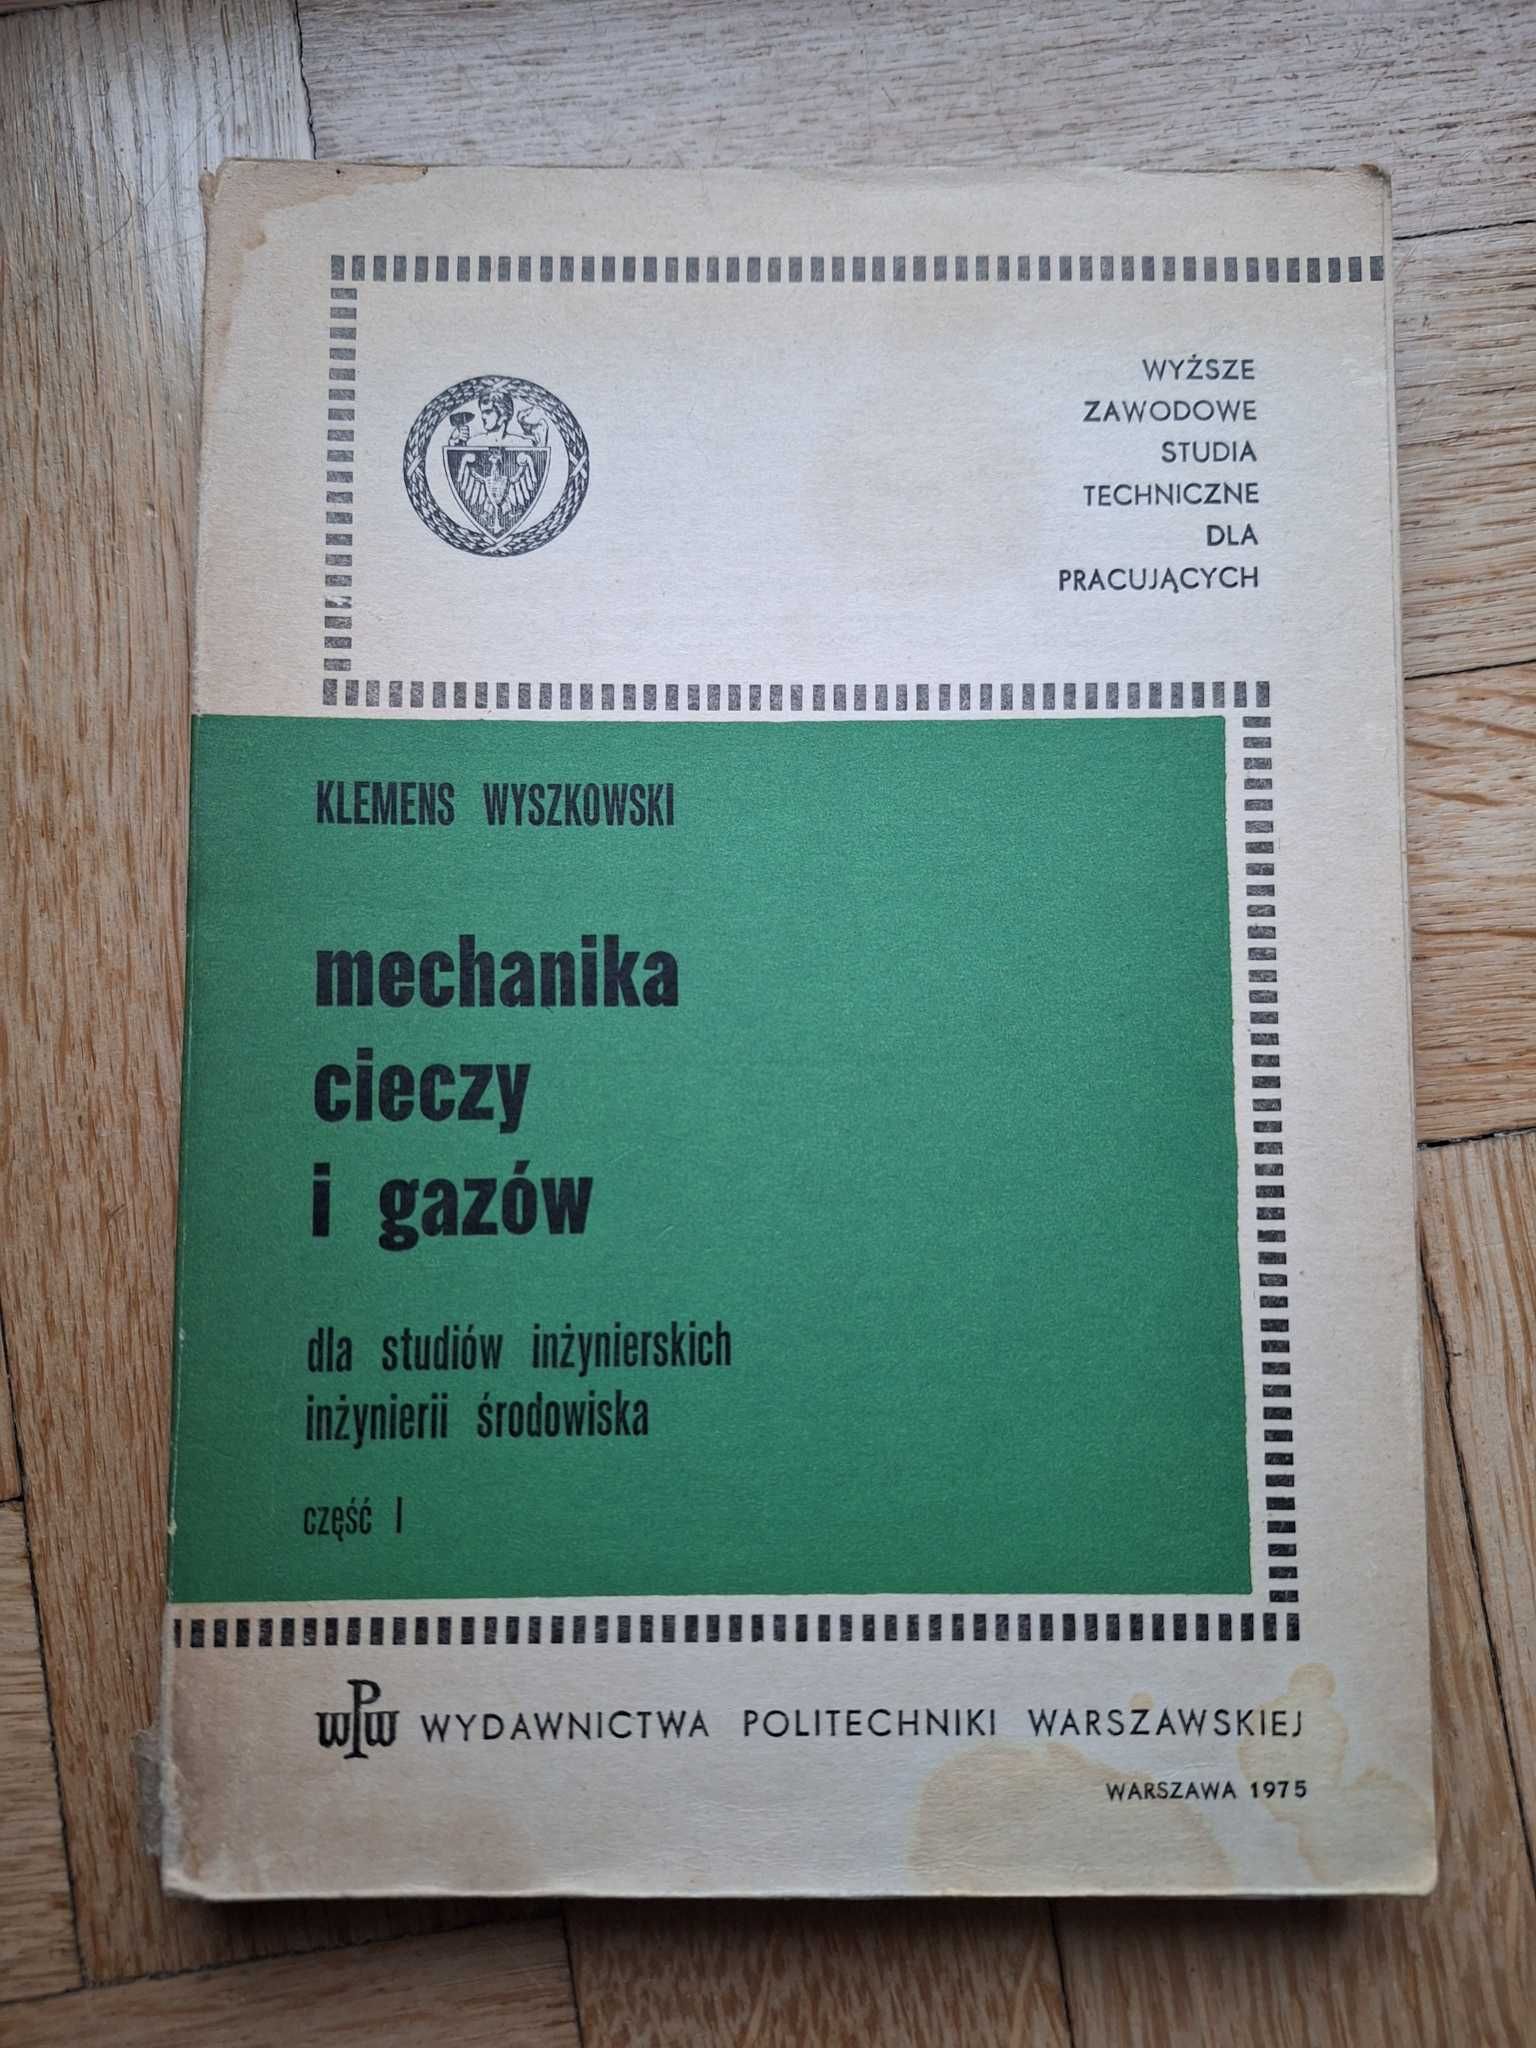 WYŻSZE
ZAWODOWE
STUDIA
TECHNICZNE
DLA
PRACUJĄCYCH
KLEMENS WYSZKOWSKI
mechanika
cieczy
i gazów
dla studiów inżynierskich
inżynierii środowiska
część I
WPW WYDAWNICTWA POLITECHNIKI WARSZAWSKIEJ
WARSZAWA 1975